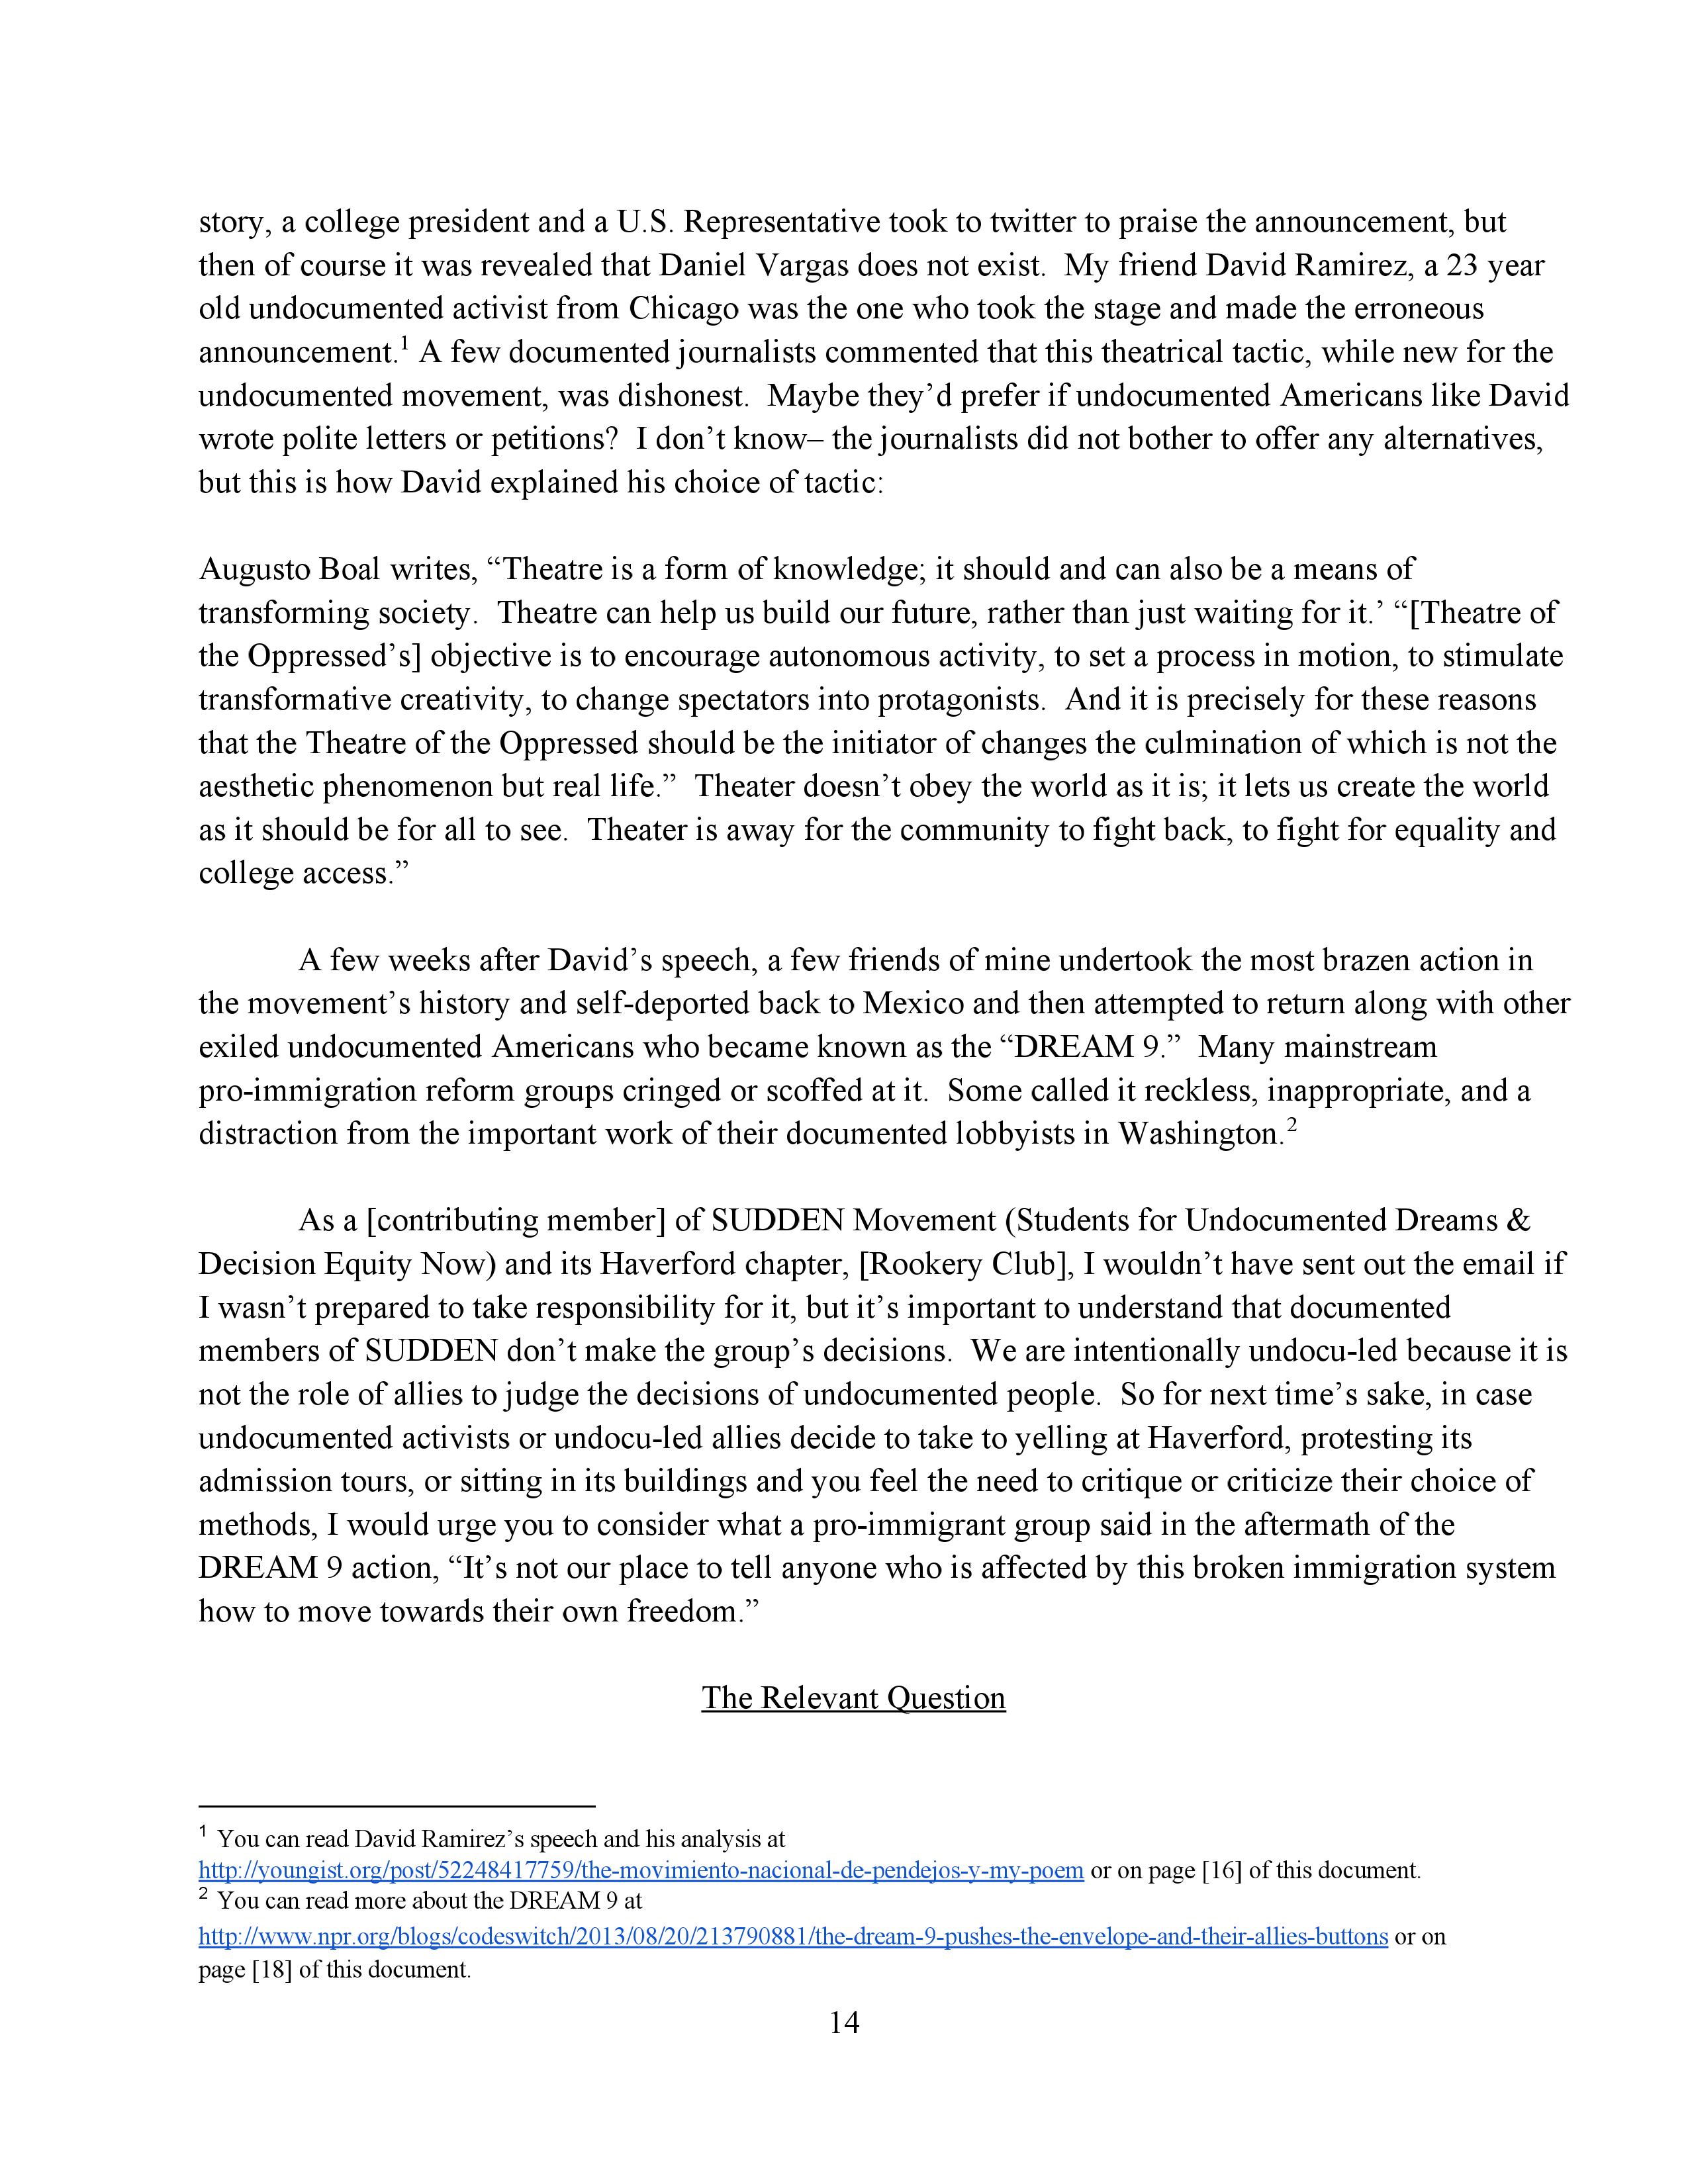 story, a college president and a U.S. Representative took to twitter to praise the announcement, but
then of course it was revealed that Daniel Vargas does not exist.  My friend David Ramirez, a 23 year
old undocumented activist from Chicago was the one who took the stage and made the erroneous
announcement.¹ A few documented journalists commented that this theatrical tactic, while new for the
undocumented movement, was dishonest.  Maybe they’d prefer if undocumented Americans like David
wrote polite letters or petitions?  I don’t know– the journalists did not bother to offer any alternatives,
but this is how David explained his choice of tactic:
Augusto Boal writes, “Theatre is a form of knowledge; it should and can also be a means of
transforming society.  Theatre can help us build our future, rather than just waiting for it.’ “[Theatre of
the Oppressed’s] objective is to encourage autonomous activity, to set a process in motion, to stimulate
transformative creativity, to change spectators into protagonists.  And it is precisely for these reasons
that the Theatre of the Oppressed should be the initiator of changes the culmination of which is not the
aesthetic phenomenon but real life.”  Theater doesn’t obey the world as it is; it lets us create the world
as it should be for all to see.  Theater is away for the community to fight back, to fight for equality and
college access.”
A few weeks after David’s speech, a few friends of mine undertook the most brazen action in
the movement’s history and self-deported back to Mexico and then attempted to return along with other
exiled undocumented Americans who became known as the “DREAM 9.”  Many mainstream
pro-immigration reform groups cringed or scoffed at it.  Some called it reckless, inappropriate, and a
distraction from the important work of their documented lobbyists in Washington.²
As a [contributing member] of SUDDEN Movement (Students for Undocumented Dreams &
Decision Equity Now) and its Haverford chapter, [Rookery Club], I wouldn’t have sent out the email if
I wasn’t prepared to take responsibility for it, but it’s important to understand that documented
members of SUDDEN don’t make the group’s decisions.  We are intentionally undocu-led because it is
not the role of allies to judge the decisions of undocumented people.  So for next time’s sake, in case
undocumented activists or undocu-led allies decide to take to yelling at Haverford, protesting its
admission tours, or sitting in its buildings and you feel the need to critique or criticize their choice of
methods, I would urge you to consider what a pro-immigrant group said in the aftermath of the
DREAM 9 action, “It’s not our place to tell anyone who is affected by this broken immigration system
how to move towards their own freedom.”
The Relevant Question
¹ You can read David Ramirez’s speech and his analysis at
http://youngist.org/post/52248417759/the-movimiento-nacional-de-pendejos-y-my-poem or on page [16] of this document.
² You can read more about the DREAM 9 at
http://www.npr.org/blogs/codeswitch/2013/08/20/213790881/the-dream-9-pushes-the-envelope-and-their-allies-buttons or on
page [18] of this document.
14